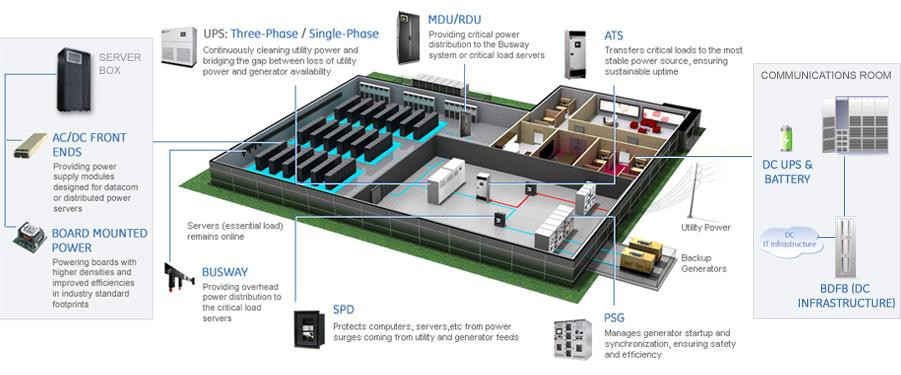 SERVER
BOX
AC/DC FRONT
ENDS
Providing power
supply modules
designed for datacom
or distributed power
servers
BOARD MOUNTED
POWER
Powering boards with
higher densities and
improved efficiencies
in industry standard
footprints
UPS: Three-Phase / Single-Phase
Continuously cleaning utility power and
bridging the gap between loss of utility
power and generator availability
MDU/RDU
Providing critical power
distribution to the Busway
system or critical load servers
ATS
Transfers critical loads to the most
stable power source, ensuring
sustainable uptime
COMMUNICATIONS ROOM
DC UPS &
BATTERY
DC
IT Infrastructure
BDFB (DC
INFRASTRUCTURE)
Servers (essential load)
remains online
Utility Power
Backup
Generators
BUSWAY
Providing overhead
power distribution to
the critical load
servers
SPD
Protects computers, servers,etc from power
surges coming from utility and generator feeds
PSG
Manages generator startup and
synchronization, ensuring safety
and efficiency